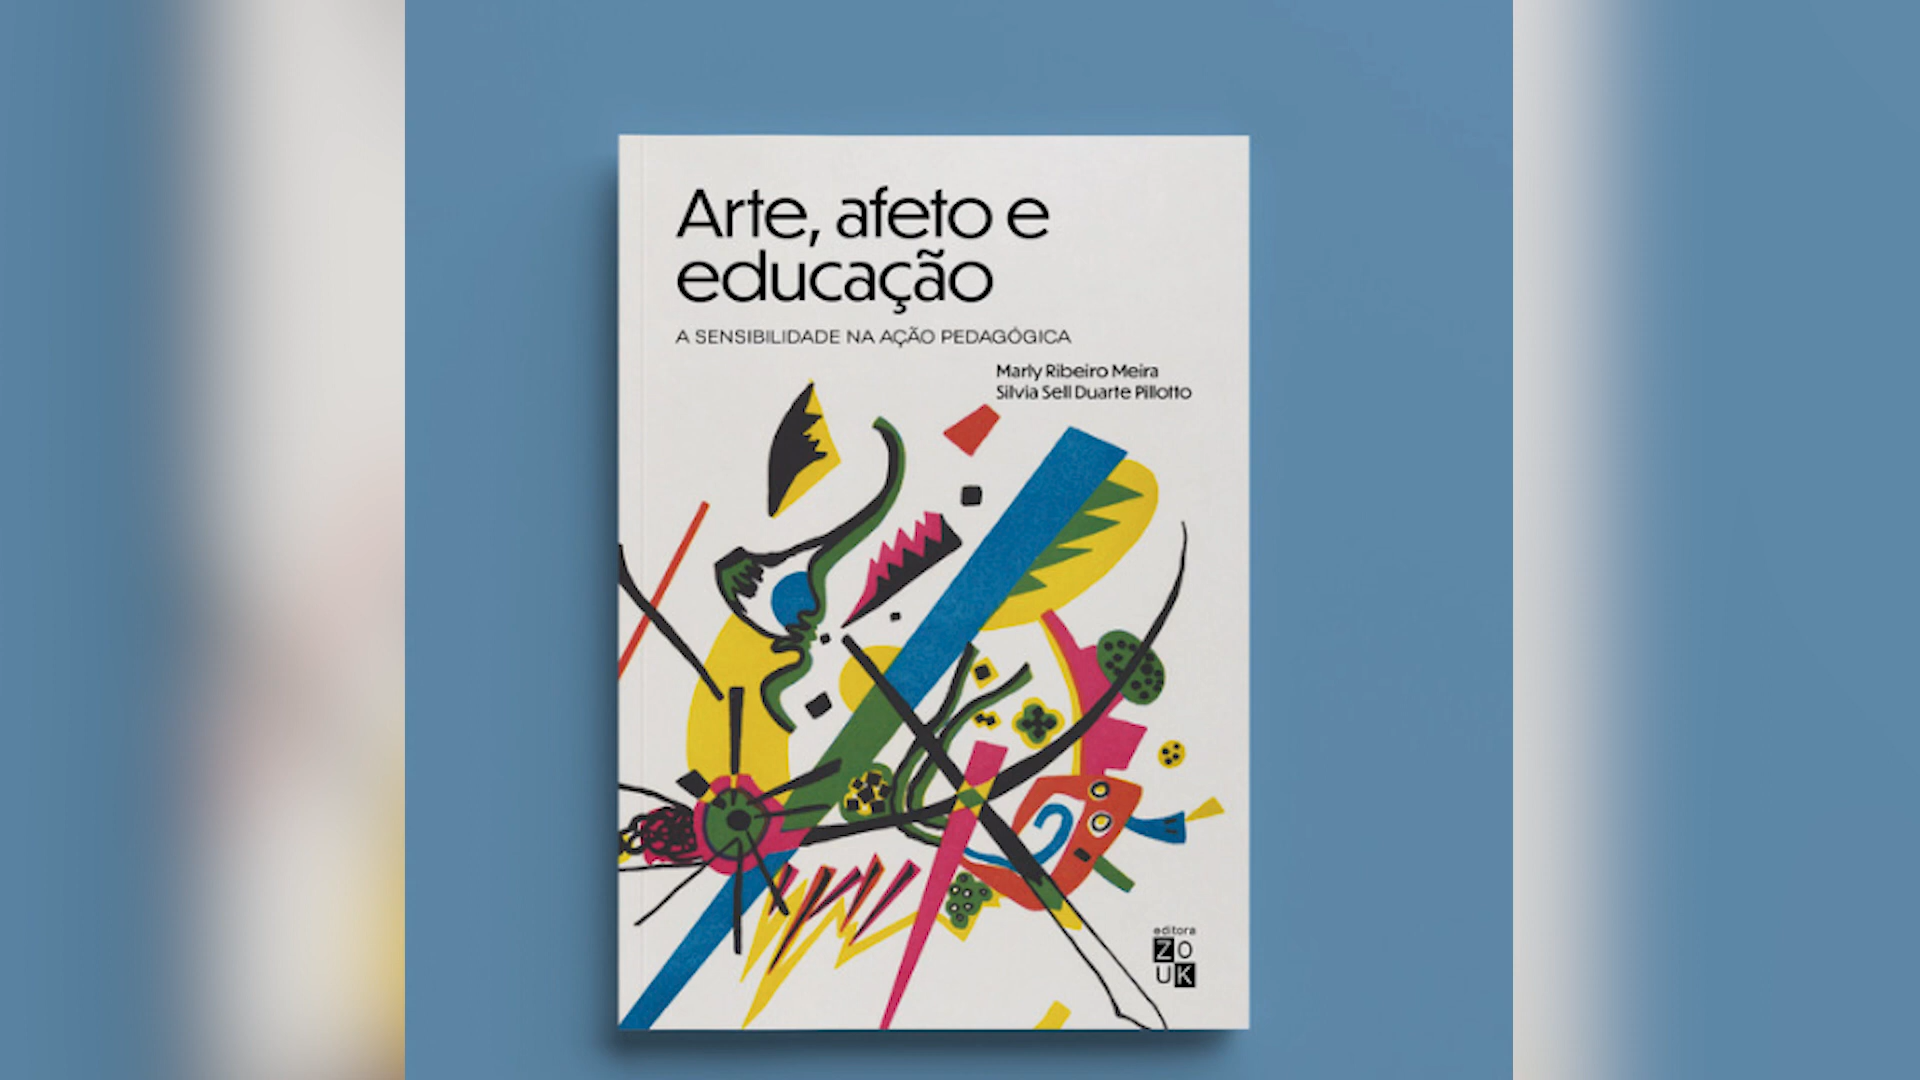 Arte, afeto e
educação
A SENSIBILIDADE NA AÇÃO PEDAGÓGICA
Marly Ribeiro Meira
Silvia Sell Duarte Pillotto
editora
ZO
UK